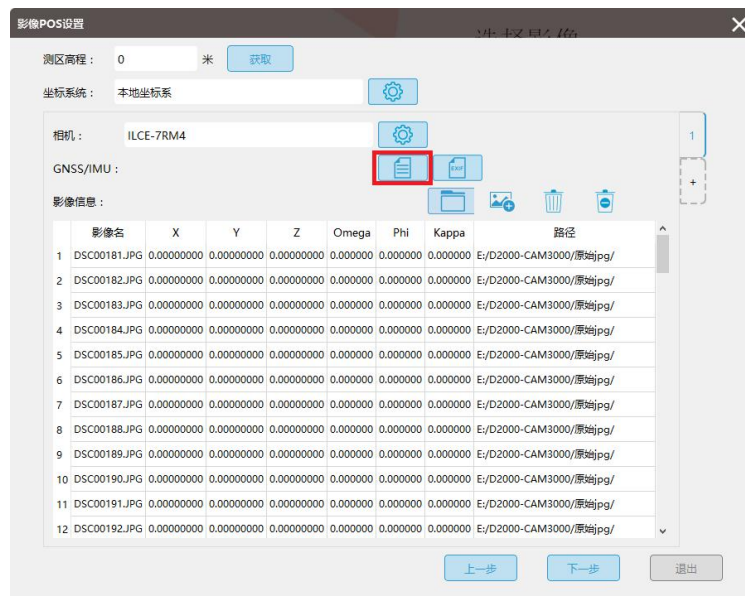 影像POS设置
测区高程： 0 米 获取
坐标系统： 本地坐标系
相机： ILCE-7RM4 1
GNSS/IMU： EXIF
+
影像信息：
影像名 X Y Z Omega Phi Kappa 路径
1 DSC00181.JPG 0.00000000 0.00000000 0.00000000 0.000000 0.000000 0.000000 E:/D2000-CAM3000/原始jpg/
2 DSC00182.JPG 0.00000000 0.00000000 0.00000000 0.000000 0.000000 0.000000 E:/D2000-CAM3000/原始jpg/
3 DSC00183.JPG 0.00000000 0.00000000 0.00000000 0.000000 0.000000 0.000000 E:/D2000-CAM3000/原始jpg/
4 DSC00184.JPG 0.00000000 0.00000000 0.00000000 0.000000 0.000000 0.000000 E:/D2000-CAM3000/原始jpg/
5 DSC00185.JPG 0.00000000 0.00000000 0.00000000 0.000000 0.000000 0.000000 E:/D2000-CAM3000/原始jpg/
6 DSC00186.JPG 0.00000000 0.00000000 0.00000000 0.000000 0.000000 0.000000 E:/D2000-CAM3000/原始jpg/
7 DSC00187.JPG 0.00000000 0.00000000 0.00000000 0.000000 0.000000 0.000000 E:/D2000-CAM3000/原始jpg/
8 DSC00188.JPG 0.00000000 0.00000000 0.00000000 0.000000 0.000000 0.000000 E:/D2000-CAM3000/原始jpg/
9 DSC00189.JPG 0.00000000 0.00000000 0.00000000 0.000000 0.000000 0.000000 E:/D2000-CAM3000/原始jpg/
10 DSC00190.JPG 0.00000000 0.00000000 0.00000000 0.000000 0.000000 0.000000 E:/D2000-CAM3000/原始jpg/
11 DSC00191.JPG 0.00000000 0.00000000 0.00000000 0.000000 0.000000 0.000000 E:/D2000-CAM3000/原始jpg/
12 DSC00192.JPG 0.00000000 0.00000000 0.00000000 0.000000 0.000000 0.000000 E:/D2000-CAM3000/原始jpg/
上一步 下一步 退出